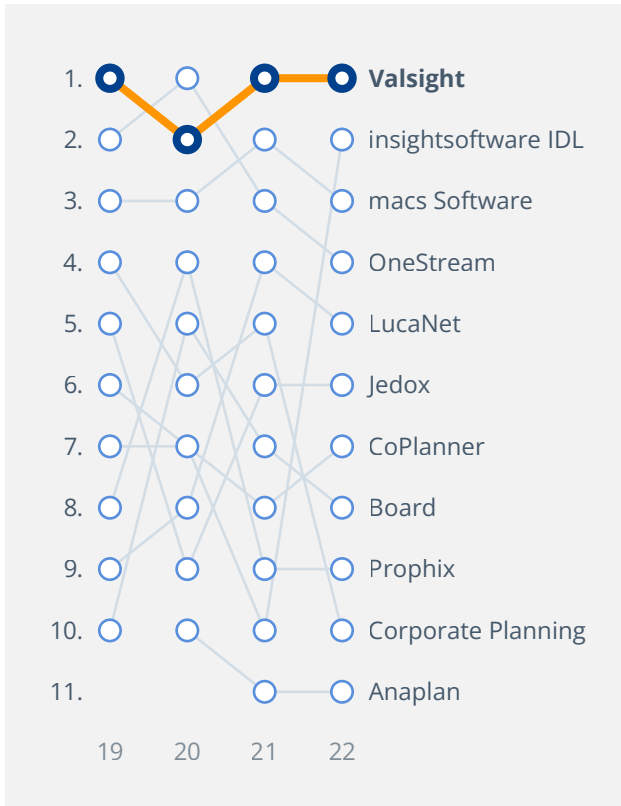 1. Valsight
2. insightsoftware IDL
3. macs Software
4. OneStream
5. LucaNet
6. Jedox
7. CoPlanner
8. Board
9. Prophix
10. Corporate Planning
11. Anaplan
19 20 21 22